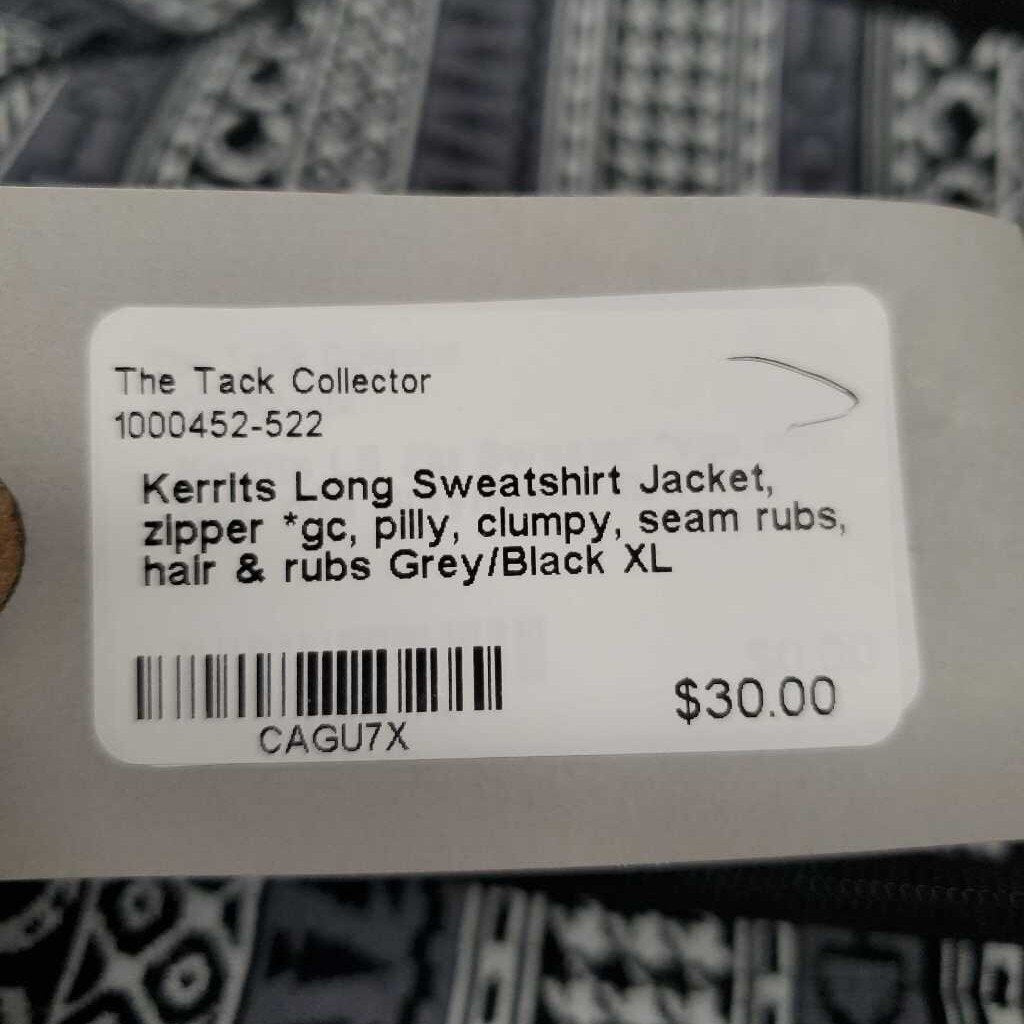 The Tack Collector
1000452-522
Kerrits Long Sweatshirt Jacket,
zipper *gc, pilly, clumpy, seam rubs,
hair & rubs Grey/Black XL
CAGU7X
$30.00